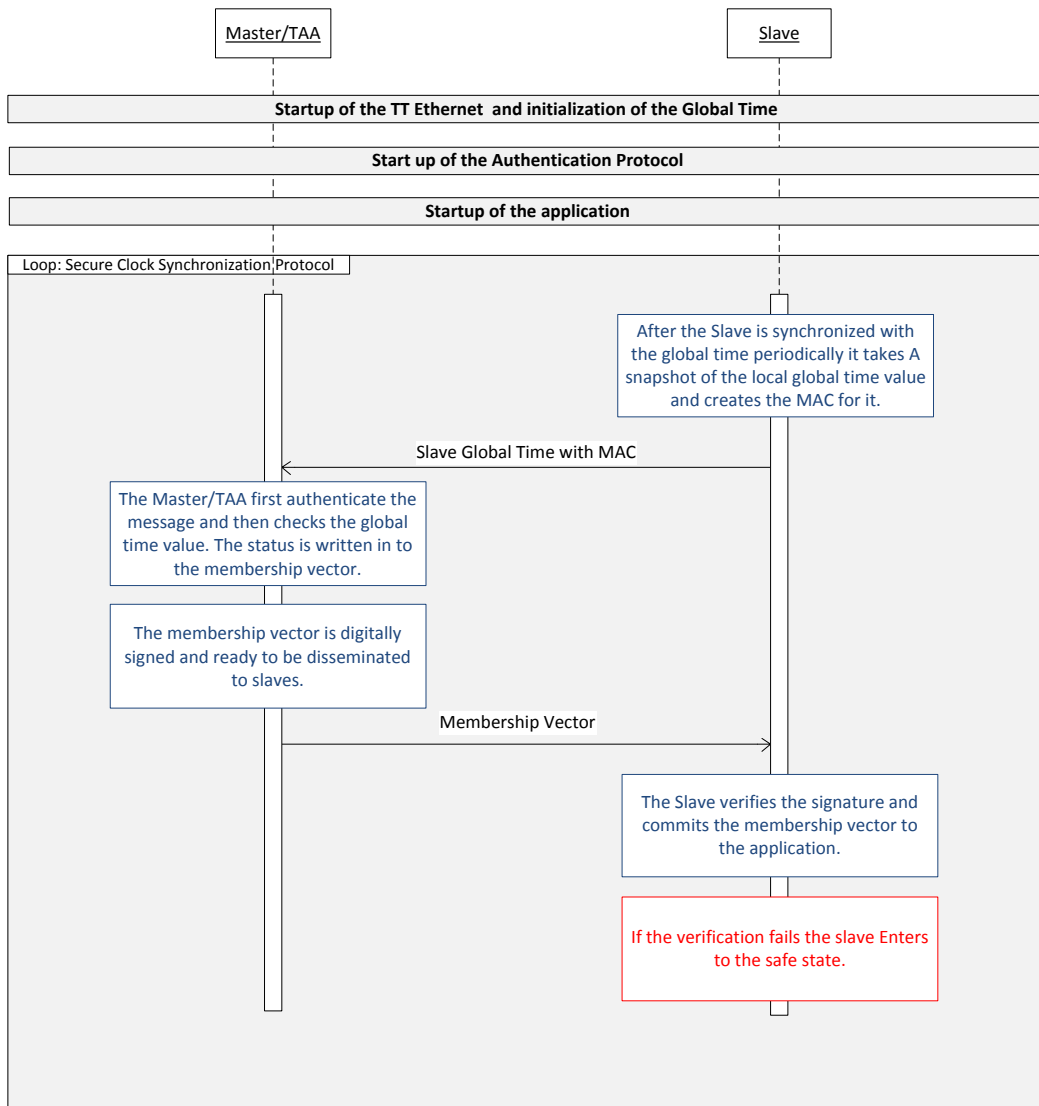 Master/TAA
Slave
Startup of the TT Ethernet and initialization of the Global Time
Start up of the Authentication Protocol
Startup of the application
Loop: Secure Clock Synchronization Protocol
After the Slave is synchronized with
the global time periodically it takes A
snapshot of the local global time value
and creates the MAC for it.
Slave Global Time with MAC
The Master/TAA first authenticate the
message and then checks the global
time value. The status is written in to
the membership vector.
The membership vector is digitally
signed and ready to be disseminated
to slaves.
Membership Vector
The Slave verifies the signature and
commits the membership vector to
the application.
If the verification fails the slave Enters
to the safe state.